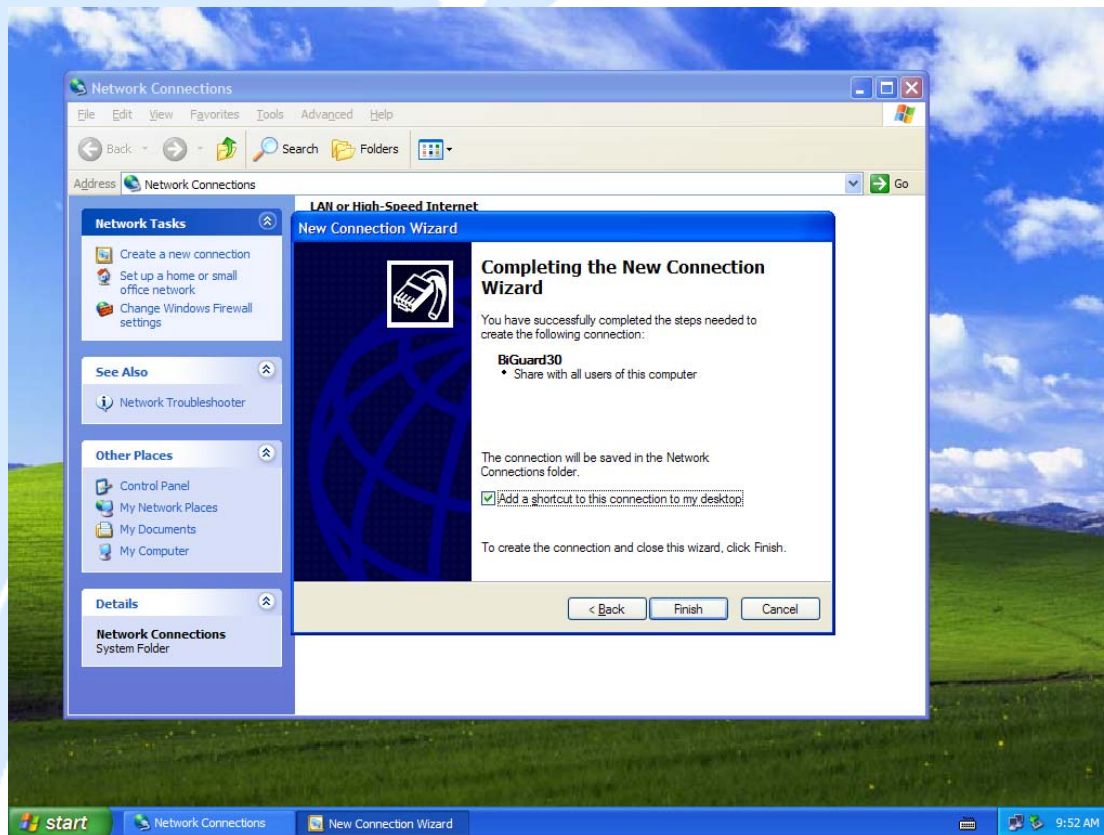 Network Connections
File Edit View Favorites Tools Advanced Help
Back Search Folders
Address Network Connections Go
LAN or High-Speed Internet
Network Tasks
Create a new connection
Set up a home or small
office network
Change Windows Firewall
settings
See Also
Network Troubleshooter
Other Places
Control Panel
My Network Places
My Documents
My Computer
Details
Network Connections
System Folder
New Connection Wizard
Completing the New Connection
Wizard
You have successfully completed the steps needed to
create the following connection:
BiGuard30
• Share with all users of this computer
The connection will be saved in the Network
Connections folder.
Add a shortcut to this connection to my desktop
To create the connection and close this wizard, click Finish.
< Back Finish Cancel
start Network Connections New Connection Wizard 9:52 AM